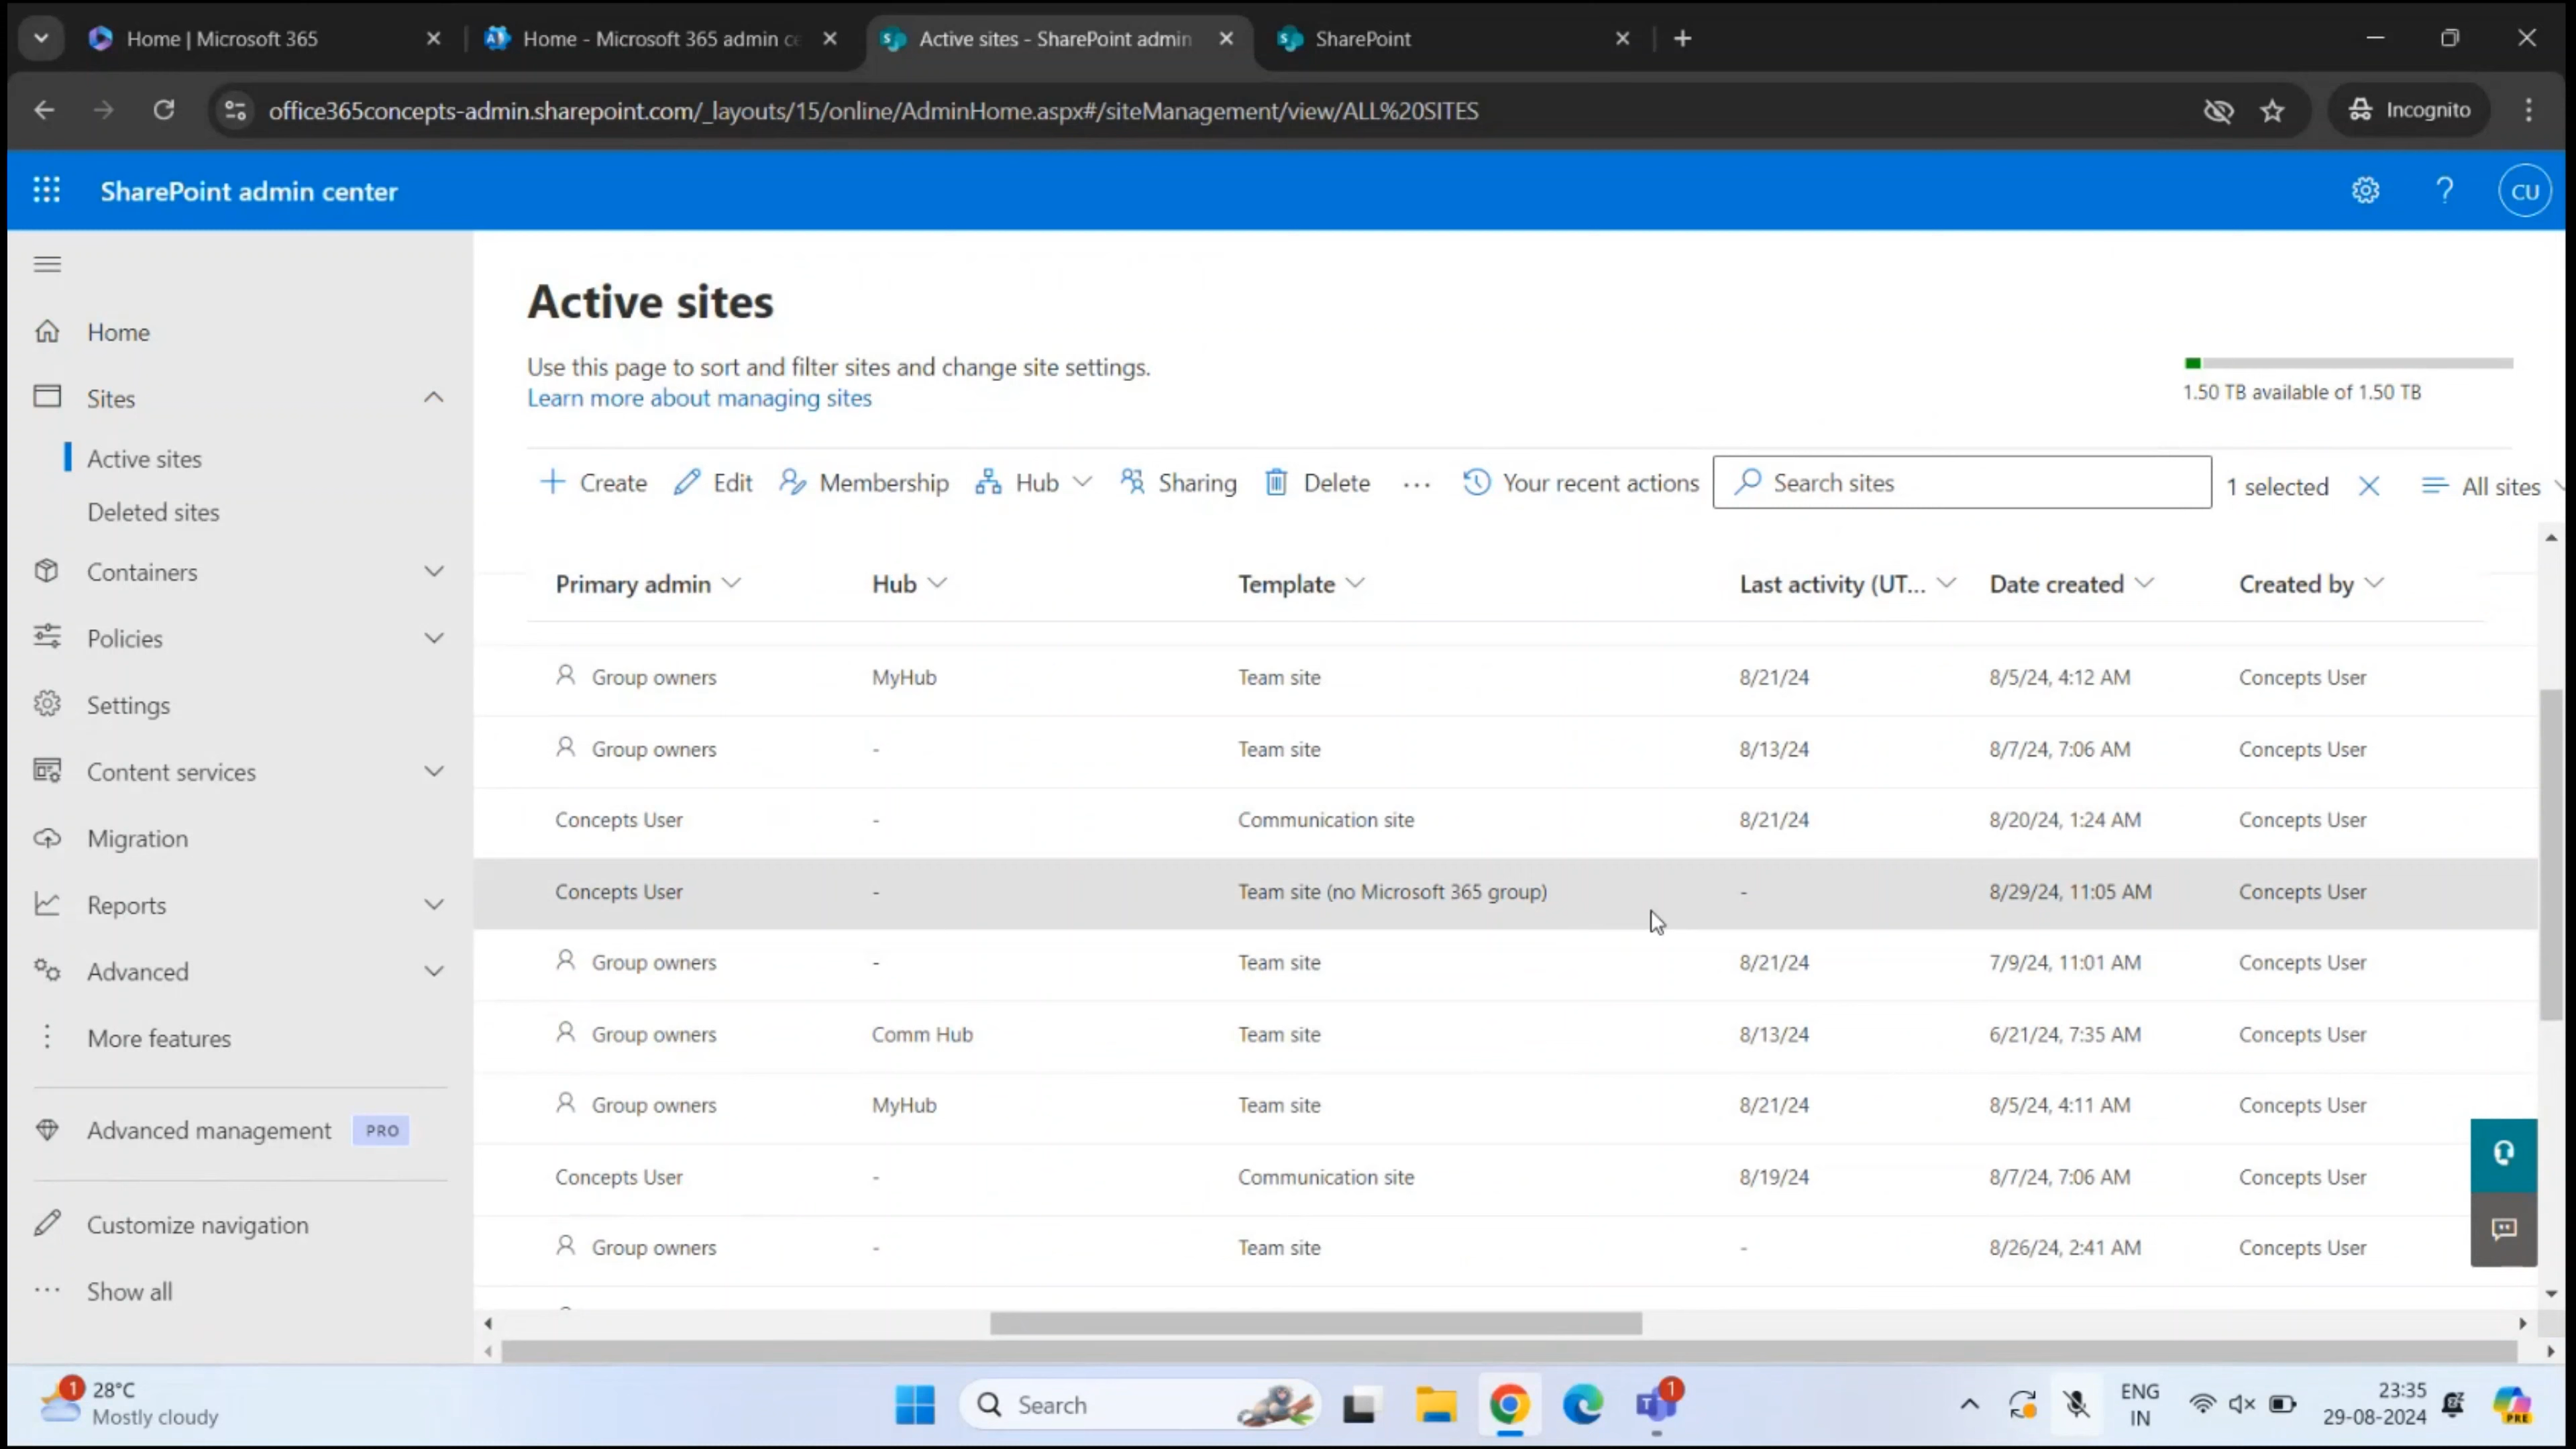 Home | Microsoft 365
Home - Microsoft 365 admin ce
Active sites - SharePoint admin
SharePoint
office365concepts-admin.sharepoint.com/_layouts/15/online/AdminHome.aspx#/siteManagement/view/ALL%20SITES
Incognito
SharePoint admin center
CU
Home
Sites
Active sites
Deleted sites
Containers
Policies
Settings
Content services
Migration
Reports
Advanced
More features
Advanced management PRO
Customize navigation
Show all
Active sites
Use this page to sort and filter sites and change site settings.
Learn more about managing sites
1.50 TB available of 1.50 TB
Create Edit Membership Hub Sharing Delete ... Your recent actions Search sites 1 selected All sites
Primary admin Hub Template Last activity (UT... Date created Created by
Group owners MyHub Team site 8/21/24 8/5/24, 4:12 AM Concepts User
Group owners - Team site 8/13/24 8/7/24, 7:06 AM Concepts User
Concepts User - Communication site 8/21/24 8/20/24, 1:24 AM Concepts User
Concepts User - Team site (no Microsoft 365 group) - 8/29/24, 11:05 AM Concepts User
Group owners - Team site 8/21/24 7/9/24, 11:01 AM Concepts User
Group owners Comm Hub Team site 8/13/24 6/21/24, 7:35 AM Concepts User
Group owners MyHub Team site 8/21/24 8/5/24, 4:11 AM Concepts User
Concepts User - Communication site 8/19/24 8/7/24, 7:06 AM Concepts User
Group owners - Team site - 8/26/24, 2:41 AM Concepts User
1
28°C
Mostly cloudy
Search
1
ENG
IN
23:35
29-08-2024
PRE